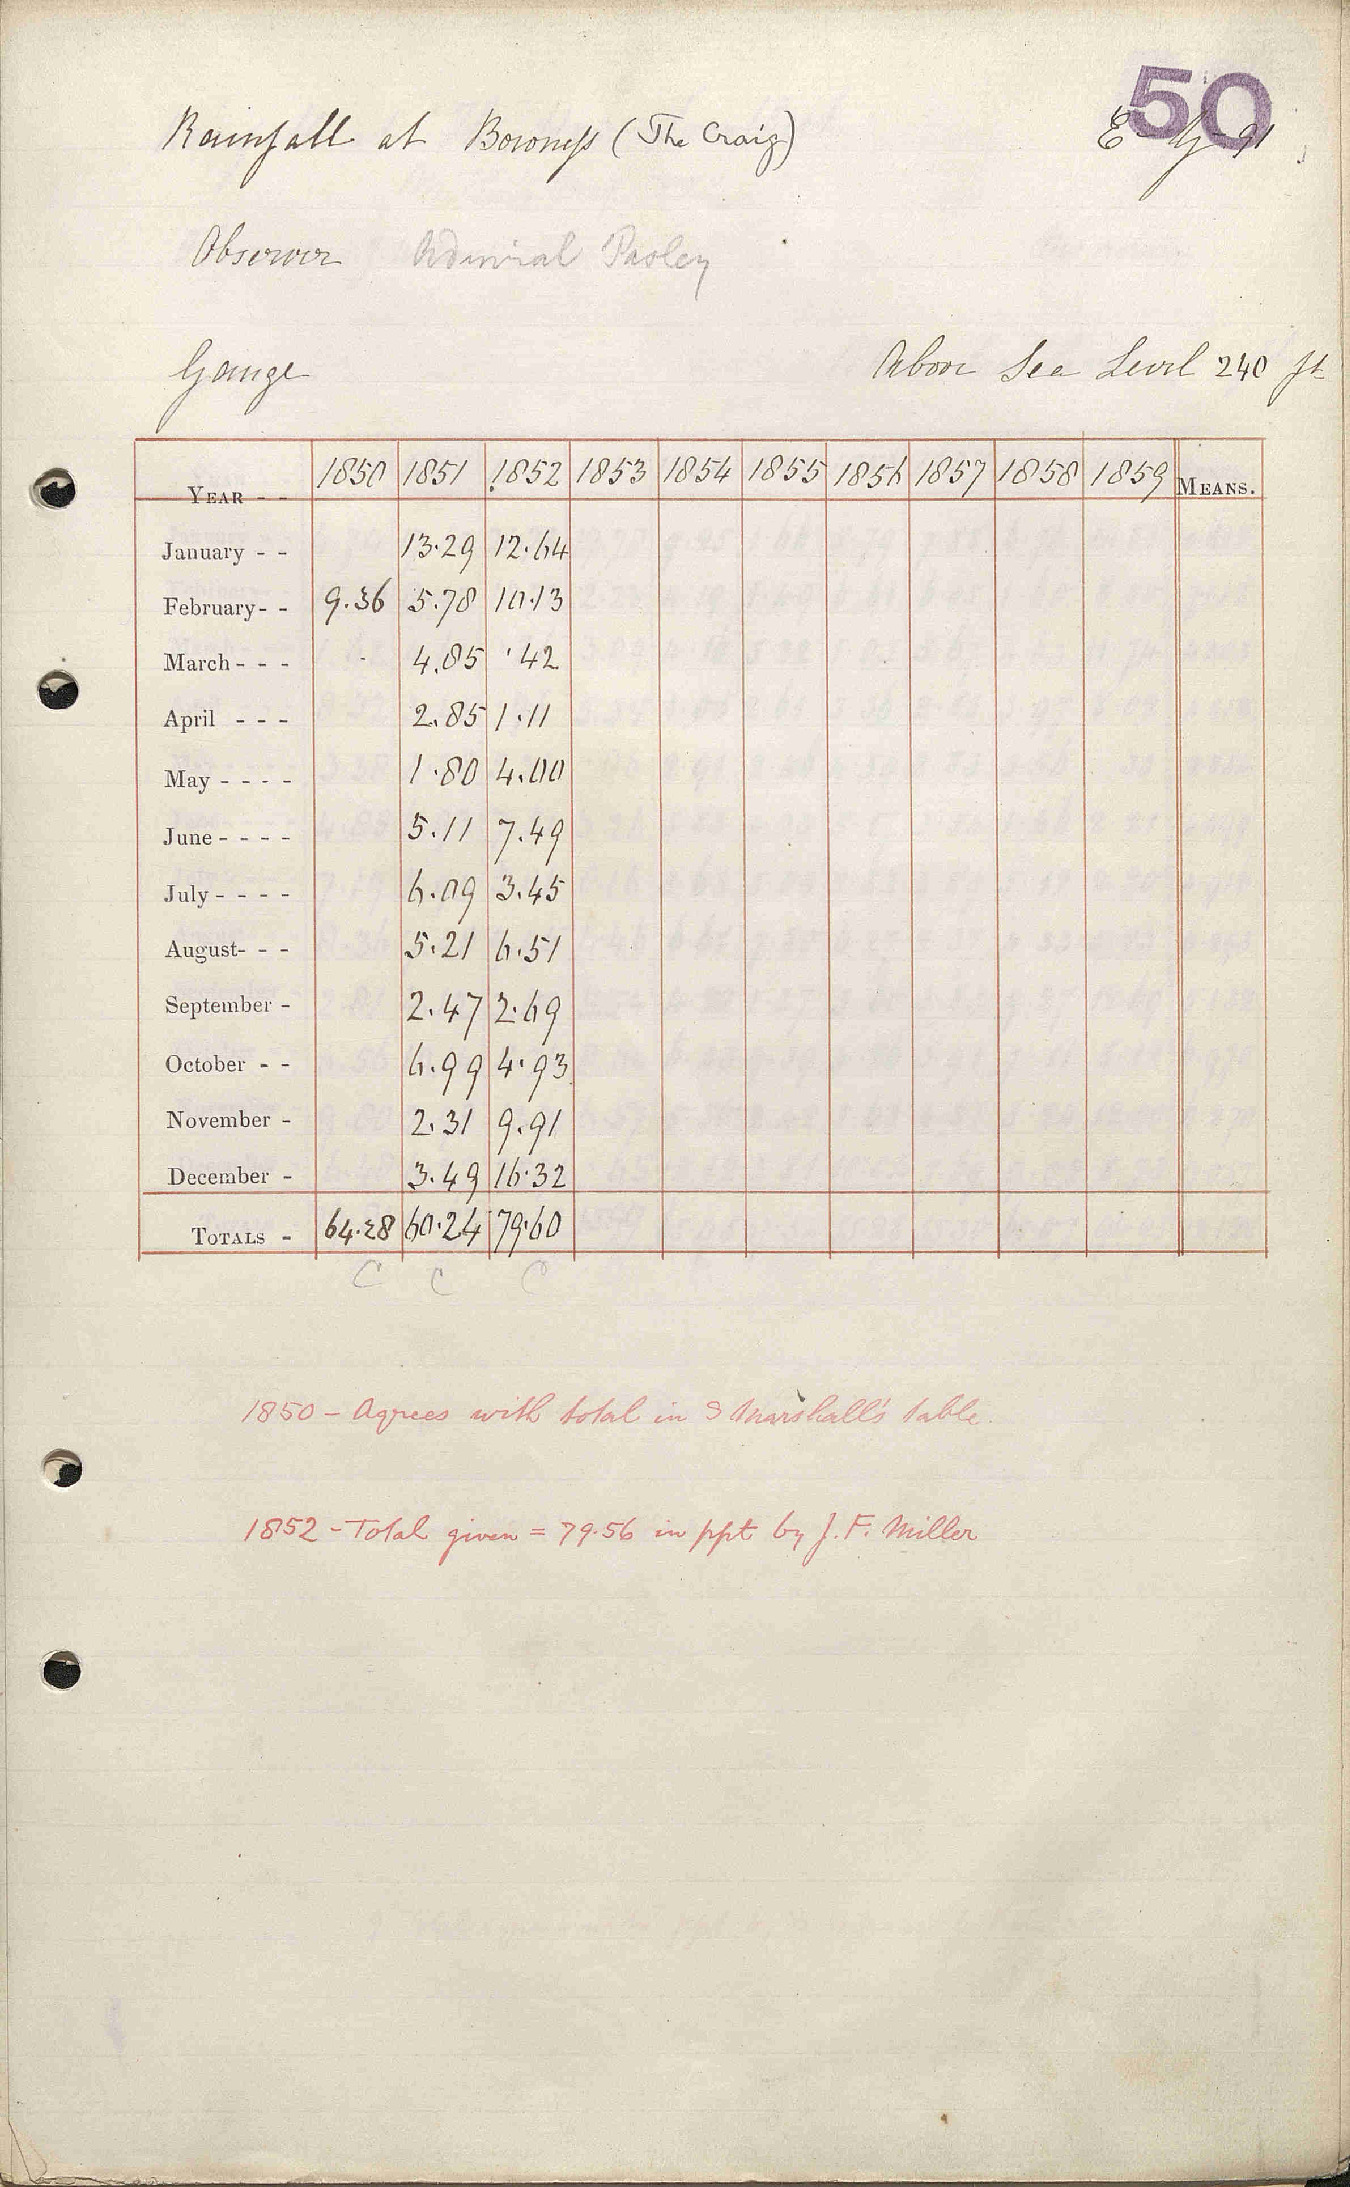 50
Rainfall at Bowness (The Craig)
Observer Admiral Pasley
Gauge Above Sea Level 240 ft
YEAR - - 1850 1851 1852 1853 1854 1855 1856 1857 1858 1859 MEANS.
January - - 13.29 12.64
February - - 9.36 5.78 10.13
March - - - 4.85 .42
April - - - 2.85 1.11
May - - - - 1.80 4.00
June - - - - 5.11 7.49
July - - - - 6.09 3.45
August - - - 5.21 6.51
September - 2.47 2.69
October - - 6.99 4.93
November - 2.31 9.91
December - 3.49 16.32
TOTALS - 64.28 60.24 79.60
C C C
1850 - Agrees with total in S Marshall's table.
1852 - Total given = 79.56 in ppt by J. F. Miller